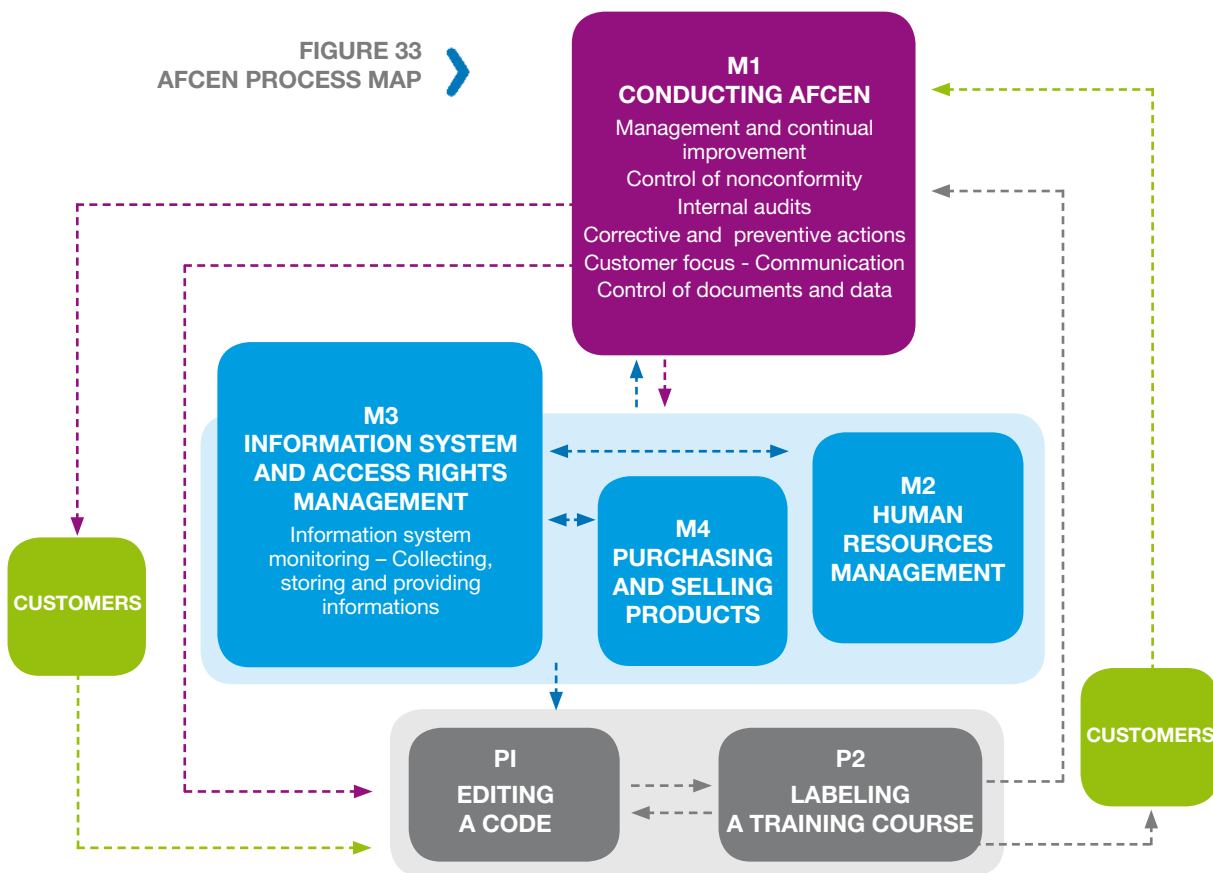 FIGURE 33
AFCEN PROCESS MAP
M1
CONDUCTING AFCEN
Management and continual
improvement
Control of nonconformity
Internal audits
Corrective and preventive actions
Customer focus - Communication
Control of documents and data
M3
INFORMATION SYSTEM
AND ACCESS RIGHTS
MANAGEMENT
Information system
monitoring – Collecting,
storing and providing
informations
M4
PURCHASING
AND SELLING
PRODUCTS
M2
HUMAN
RESOURCES
MANAGEMENT
CUSTOMERS
CUSTOMERS
PI
EDITING
A CODE
P2
LABELING
A TRAINING COURSE